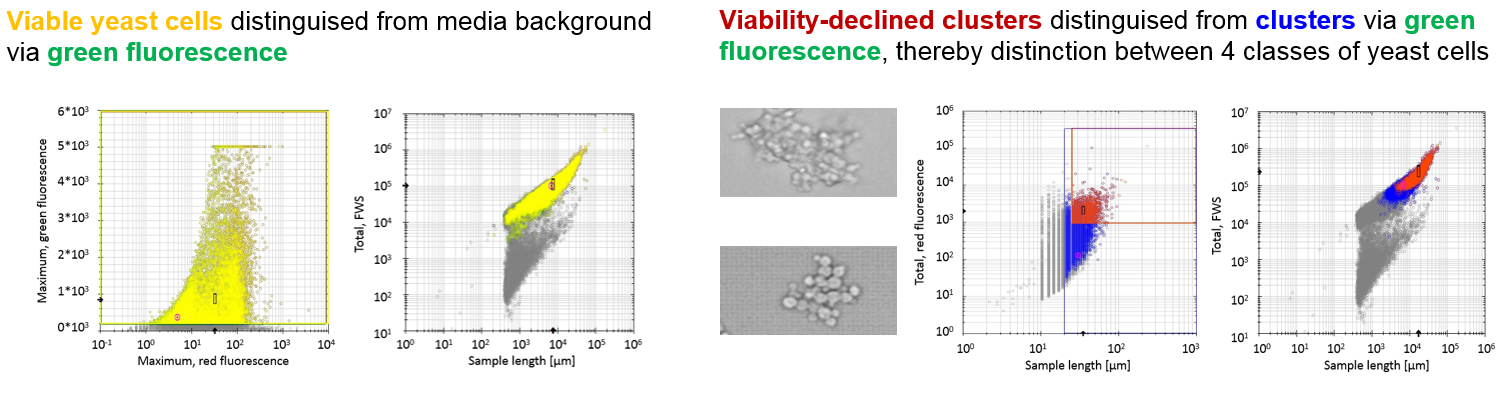 Viable yeast cells distinguised from media background
via green fluorescence
Viability-declined clusters distinguised from clusters via green
fluorescence, thereby distinction between 4 classes of yeast cells
6*10³
5*10³
4*10³
3*10³
2*10³
1*10³
0*10³
Maximum, green fluorescence
10⁻¹ 10⁰ 10¹ 10² 10³ 10⁴
Maximum, red fluorescence
10⁷
10⁶
10⁵
10⁴
10³
10²
10¹
Total, FWS
10⁰ 10¹ 10² 10³ 10⁴ 10⁵ 10⁶
Sample length [µm]
10⁶
10⁵
10⁴
10³
10²
10¹
10⁰
Total, red fluorescence
10⁰ 10¹ 10² 10³
Sample length [µm]
10⁷
10⁶
10⁵
10⁴
10³
10²
10¹
Total, FWS
10⁰ 10¹ 10² 10³ 10⁴ 10⁵ 10⁶
Sample length [µm]